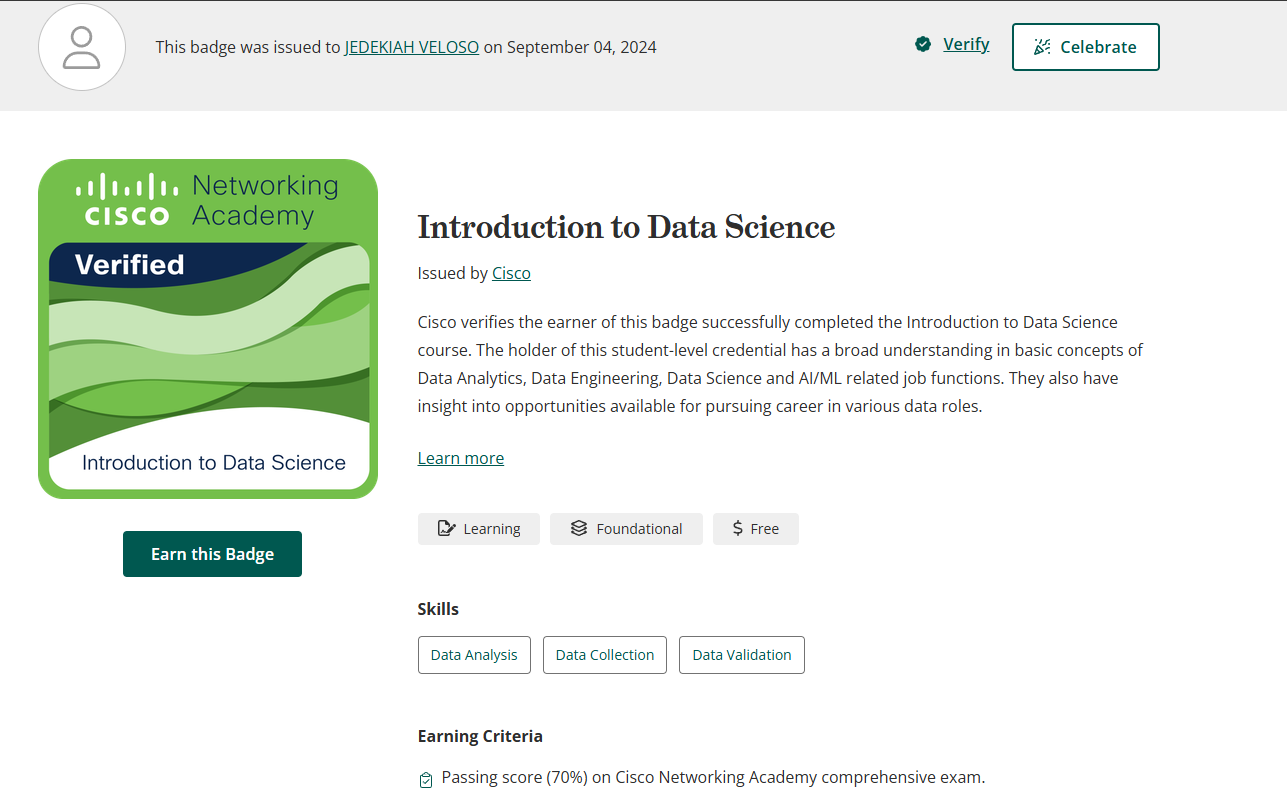 This badge was issued to JEDEKIAH VELOSO on September 04, 2024
Verify
Celebrate
CISCO
Networking
Academy
Verified
Introduction to Data Science
Earn this Badge
Introduction to Data Science
Issued by Cisco
Cisco verifies the earner of this badge successfully completed the Introduction to Data Science
course. The holder of this student-level credential has a broad understanding in basic concepts of
Data Analytics, Data Engineering, Data Science and AI/ML related job functions. They also have
insight into opportunities available for pursuing career in various data roles.
Learn more
Learning
Foundational
$ Free
Skills
Data Analysis
Data Collection
Data Validation
Earning Criteria
Passing score (70%) on Cisco Networking Academy comprehensive exam.